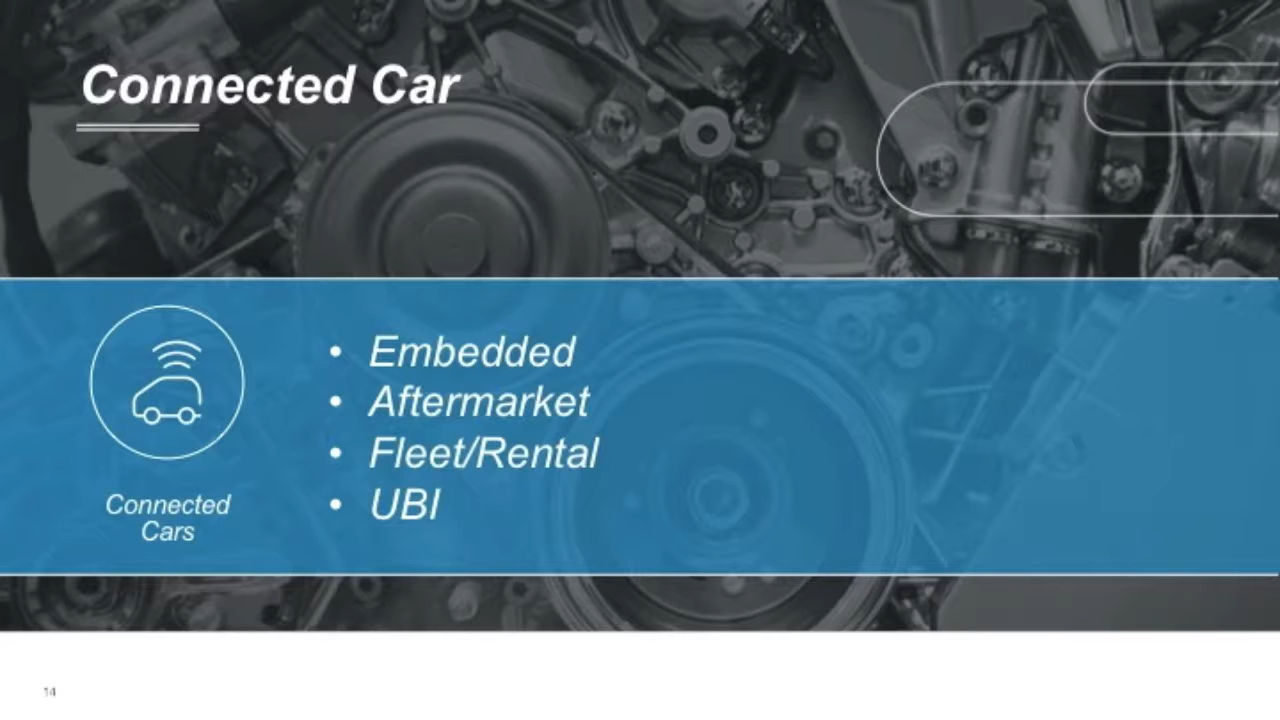 Connected Car
• Embedded
• Aftermarket
• Fleet/Rental
• UBI
Connected
Cars
14